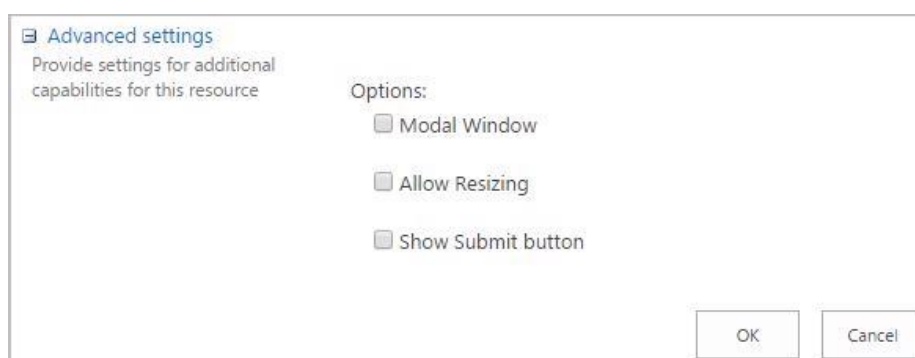 Advanced settings
Provide settings for additional
capabilities for this resource
Options:
Modal Window
Allow Resizing
Show Submit button
OK
Cancel